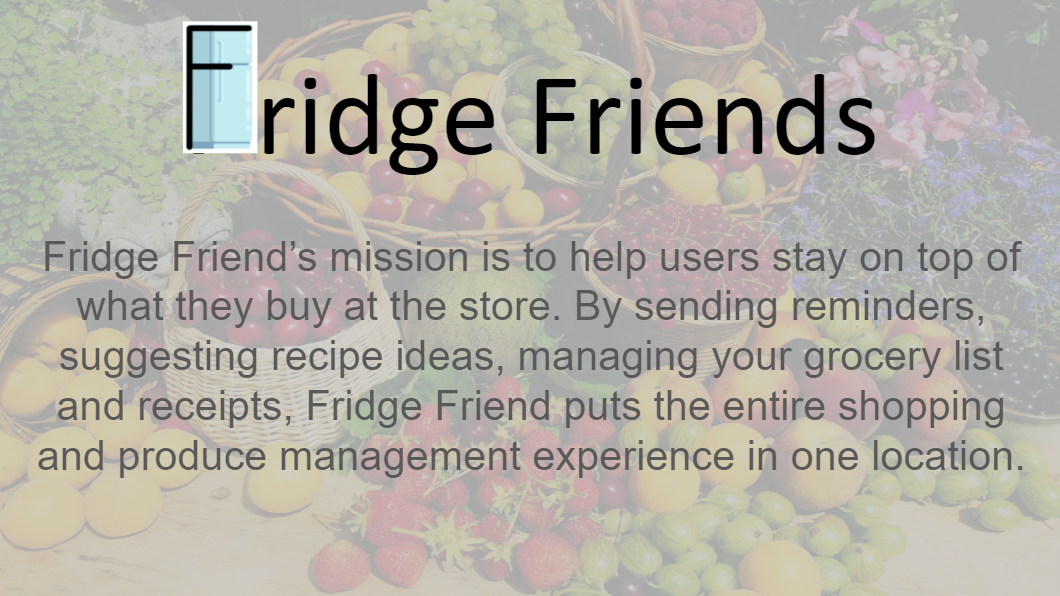 Fridge Friends
Fridge Friend’s mission is to help users stay on top of
what they buy at the store. By sending reminders,
suggesting recipe ideas, managing your grocery list
and receipts, Fridge Friend puts the entire shopping
and produce management experience in one location.